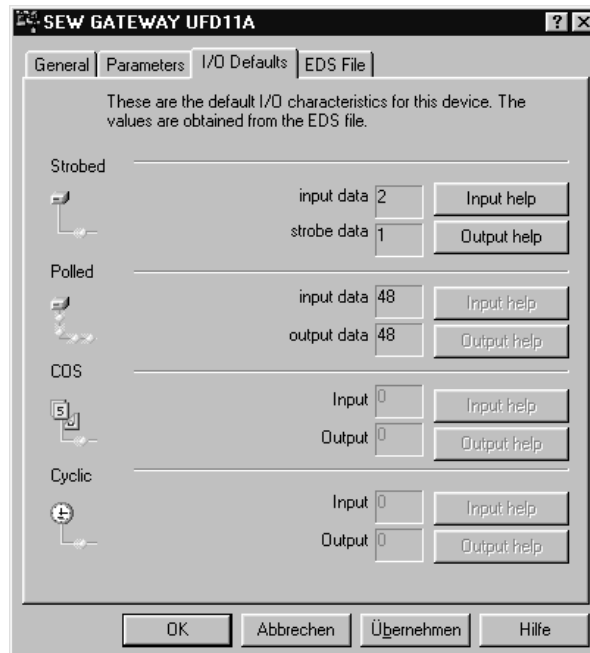 SEW GATEWAY UFD11A
General Parameters I/O Defaults EDS File
These are the default I/O characteristics for this device. The
values are obtained from the EDS file.
Strobed
input data 2 Input help
strobe data 1 Output help
Polled
input data 48 Input help
output data 48 Output help
COS
Input 0 Input help
Output 0 Output help
Cyclic
Input 0 Input help
Output 0 Output help
OK Abbrechen Übernehmen Hilfe